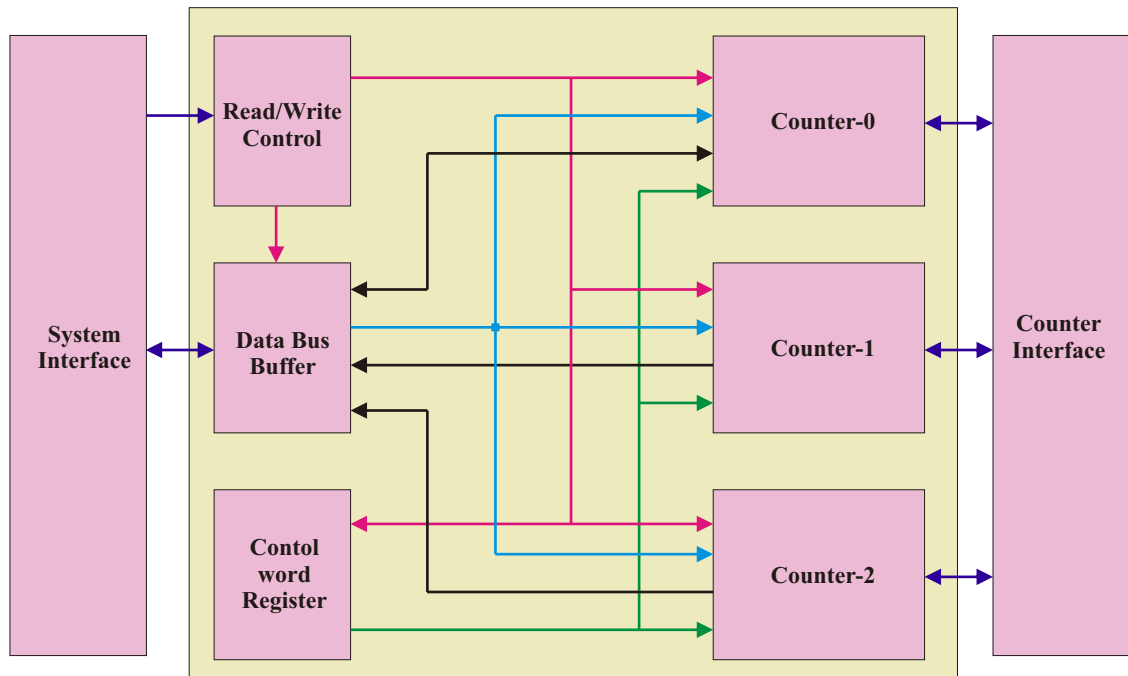 System
Interface
Read/Write
Control
Data Bus
Buffer
Contol
word
Register
Counter-0
Counter-1
Counter-2
Counter
Interface